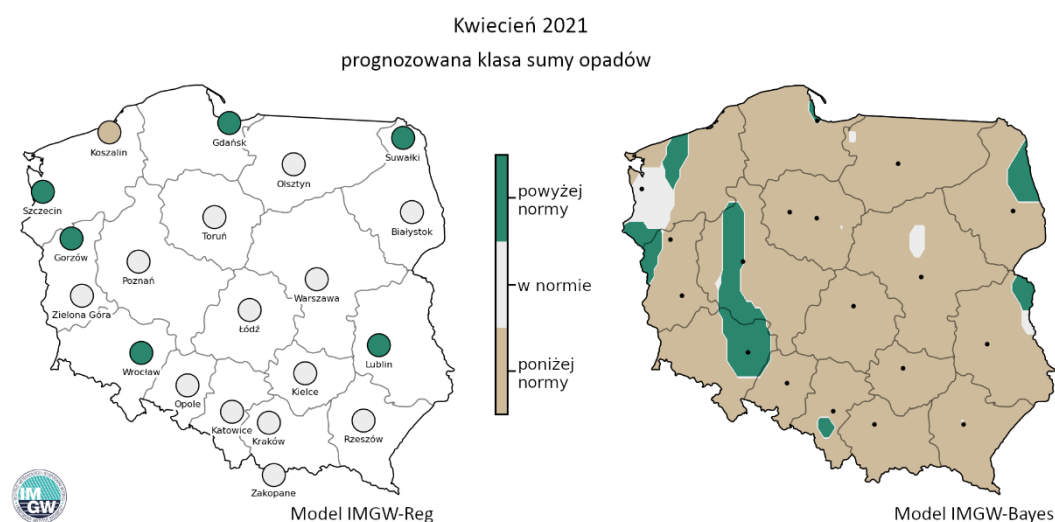 Kwiecień 2021
prognozowana klasa sumy opadów
Koszalin
Gdańsk
Suwałki
Olsztyn
Szczecin
Toruń
Białystok
Gorzów
Poznań
Warszawa
Zielona Góra
Łódź
Wrocław
Lublin
Opole
Kielce
Katowice
Kraków
Rzeszów
Zakopane
powyżej
normy
w normie
poniżej
normy
IM
GW
Model IMGW-Reg
Model IMGW-Bayes